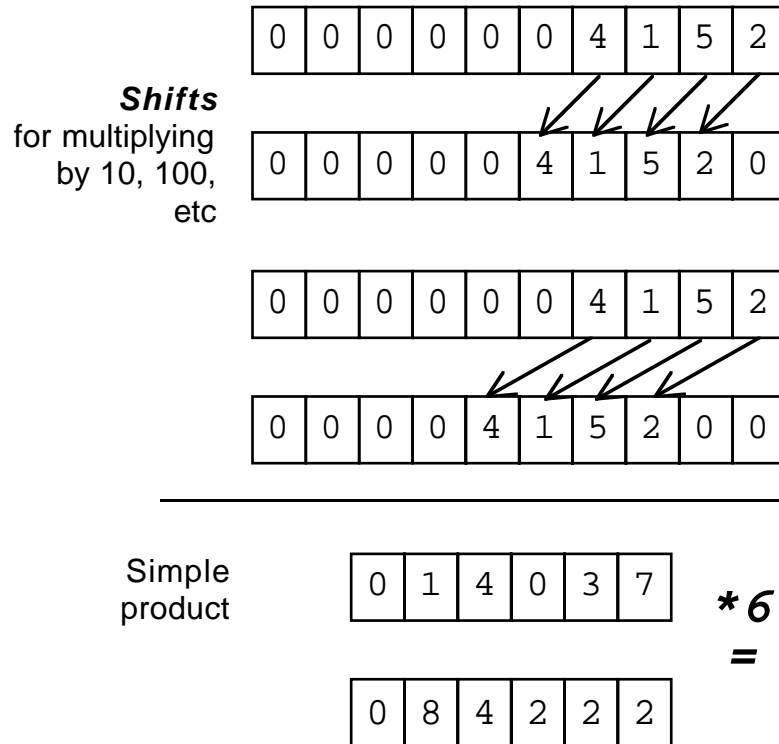 0 0 0 0 0 0 4 1 5 2
Shifts
for multiplying
by 10, 100,
etc
0 0 0 0 0 4 1 5 2 0
0 0 0 0 0 0 4 1 5 2
0 0 0 0 4 1 5 2 0 0
Simple
product
0 1 4 0 3 7
*6
=
0 8 4 2 2 2